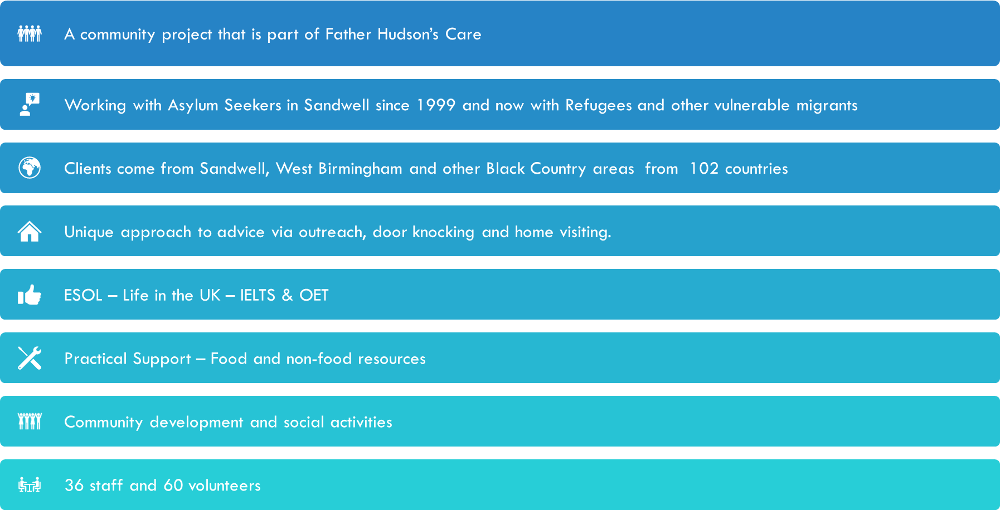 A community project that is part of Father Hudson’s Care
Working with Asylum Seekers in Sandwell since 1999 and now with Refugees and other vulnerable migrants
Clients come from Sandwell, West Birmingham and other Black Country areas from 102 countries
Unique approach to advice via outreach, door knocking and home visiting.
ESOL – Life in the UK – IELTS & OET
Practical Support – Food and non-food resources
Community development and social activities
36 staff and 60 volunteers